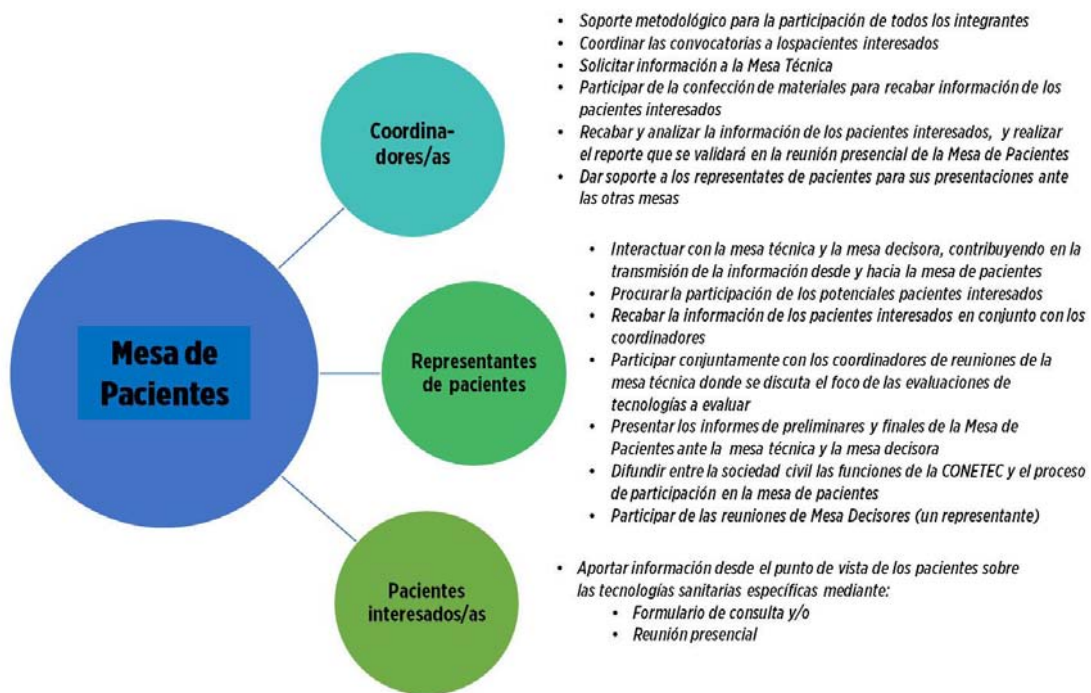 • Soporte metodológico para la participación de todos los integrantes
• Coordinar las convocatorias a lospacientes interesados
• Solicitar información a la Mesa Técnica
• Participar de la confección de materiales para recabar información de los
pacientes interesados
• Recabar y analizar la información de los pacientes interesados, y realizar
el reporte que se validará en la reunión presencial de la Mesa de Pacientes
• Dar soporte a los represtates de pacientes para sus presentaciones ante
las otras mesas
Coordina-
dores/as
• Interactuar con la mesa técnica y la mesa decisora, contribuyendo en la
transmisión de la información desde y hacia la mesa de pacientes
• Procurar la participación de los potenciales pacientes interesados
• Recabar la información de los pacientes interesados en conjunto con los
coordinadores
• Participar conjuntamente con los coordinadores de reuniones de la
mesa técnica donde se discuta el foco de las evaluaciones de
tecnologías a evaluar
• Presentar los informes de preliminares y finales de la Mesa de
Pacientes ante la mesa técnica y la mesa decisora
• Difundir entre la sociedad civil las funciones de la CONETEC y el proceso
de participación en la mesa de pacientes
• Participar de las reuniones de Mesa Decisores (un representante)
Mesa de
Pacientes
Representantes
de pacientes
• Aportar información desde el punto de vista de los pacientes sobre
las tecnologías sanitarias específicas mediante:
• Formulario de consulta y/o
• Reunión presencial
Pacientes
interesados/as